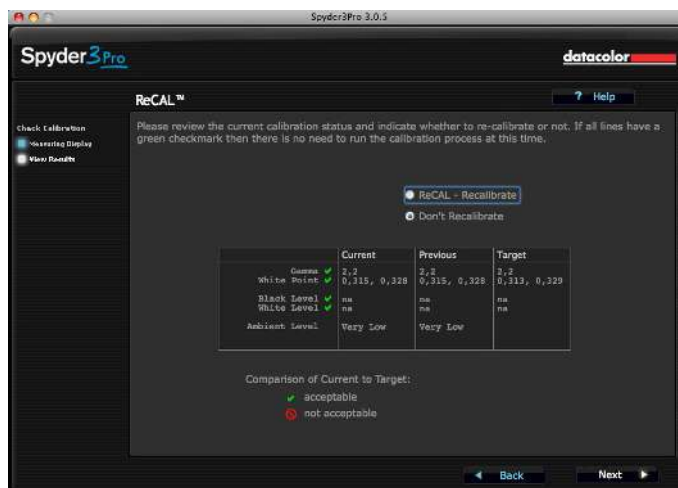 Spyder3Pro 3.0.5
Spyder3Pro
datacolor
ReCAL™
? Help
Check Calibration
Measuring Display
View Results
Please review the current calibration status and indicate whether to re-calibrate or not. If all lines have a
green checkmark then there is no need to run the calibration process at this time.
ReCAL - Recalibrate
Don't Recalibrate
Current Previous Target
Gamma 2,2 2,2 2,2
White Point 0,315, 0,328 0,315, 0,328 0,313, 0,329
Black Level na na na
White Level na na na
Ambient Level Very Low Very Low
Comparison of Current to Target:
acceptable
not acceptable
Back Next